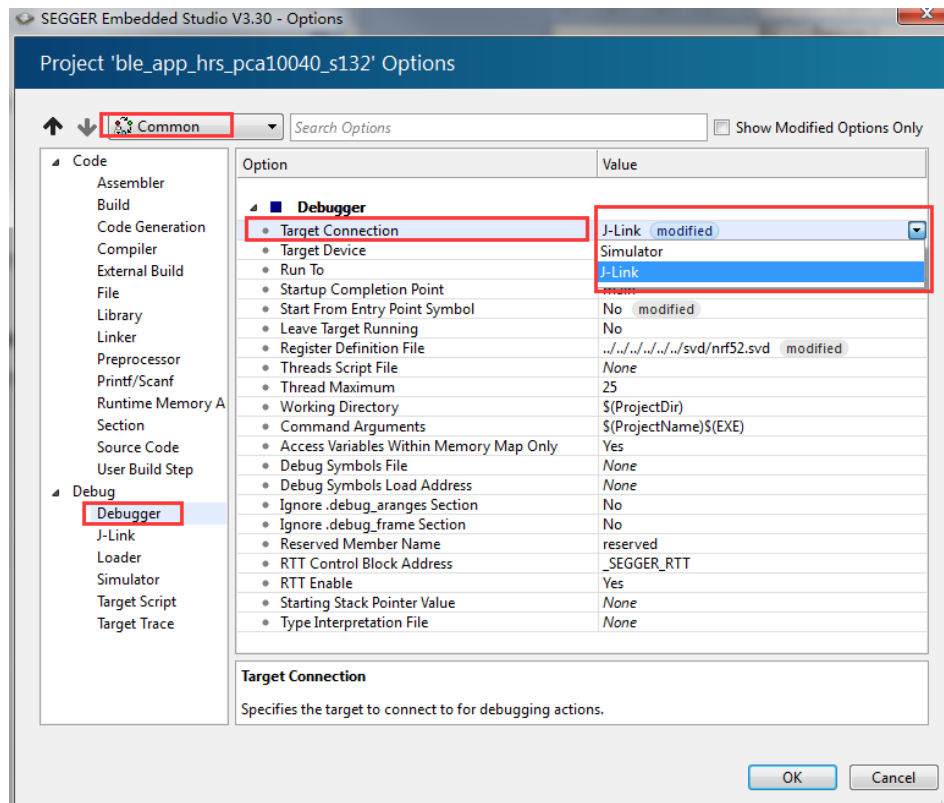 SEGGER Embedded Studio V3.30 - Options
Project 'ble_app_hrs_pca10040_s132' Options
Common
Search Options
Show Modified Options Only
Code
Assembler
Build
Code Generation
Compiler
External Build
File
Library
Linker
Preprocessor
Printf/Scanf
Runtime Memory A
Section
Source Code
User Build Step
Debug
Debugger
J-Link
Loader
Simulator
Target Script
Target Trace
Option Value
Debugger
Target Connection J-Link modified
Target Device Simulator
Run To J-Link
Startup Completion Point main
Start From Entry Point Symbol No modified
Leave Target Running No
Register Definition File ../../../../../../svd/nrf52.svd modified
Threads Script File None
Thread Maximum 25
Working Directory $(ProjectDir)
Command Arguments $(ProjectName)$(EXE)
Access Variables Within Memory Map Only Yes
Debug Symbols File None
Debug Symbols Load Address None
Ignore .debug_aranges Section No
Ignore .debug_frame Section No
Reserved Member Name reserved
RTT Control Block Address _SEGGER_RTT
RTT Enable Yes
Starting Stack Pointer Value None
Type Interpretation File None
Target Connection
Specifies the target to connect to for debugging actions.
OK Cancel